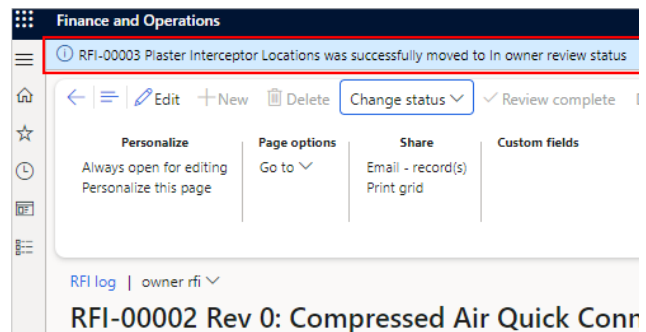 Finance and Operations
RFI-00003 Plaster Interceptor Locations was successfully moved to In owner review status
Edit New Delete Change status Review complete
Personalize Page options Share Custom fields
Always open for editing Go to Email - record(s)
Personalize this page Print grid
RFI log | owner rfi
RFI-00002 Rev 0: Compressed Air Quick Conn